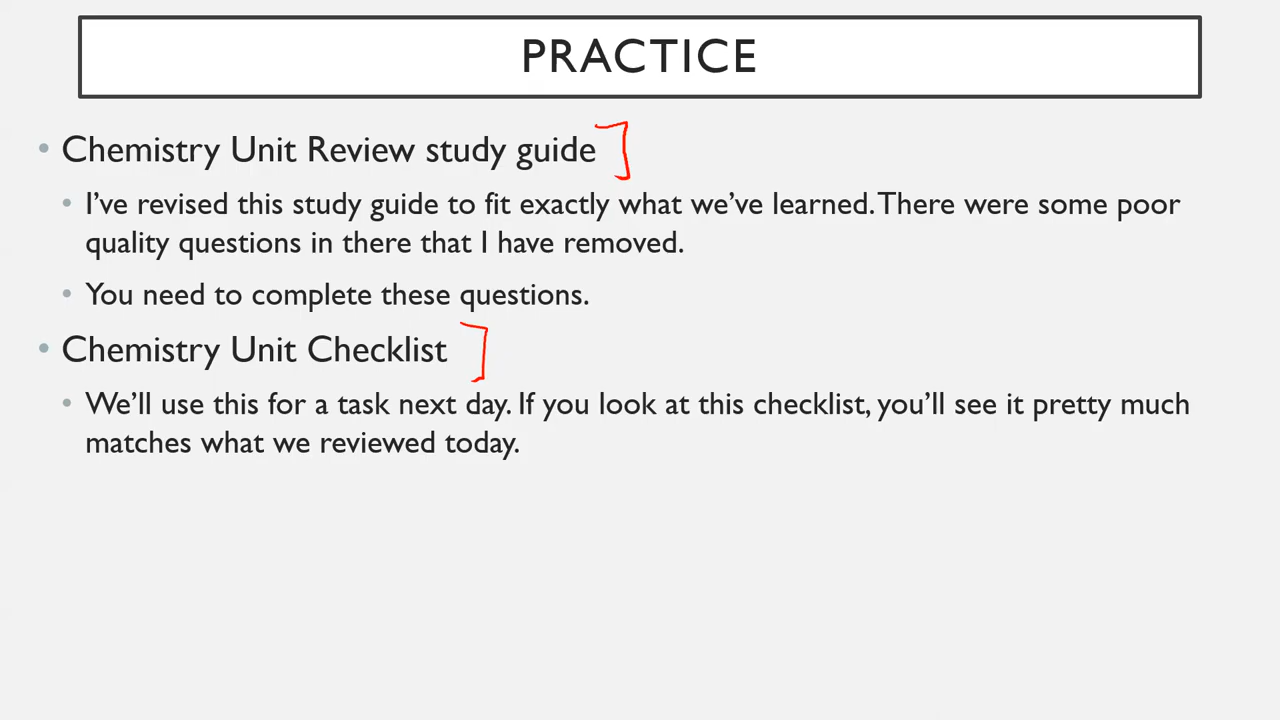 PRACTICE
• Chemistry Unit Review study guide
• I've revised this study guide to fit exactly what we've learned. There were some poor
quality questions in there that I have removed.
• You need to complete these questions.
• Chemistry Unit Checklist
• We'll use this for a task next day. If you look at this checklist, you'll see it pretty much
matches what we reviewed today.